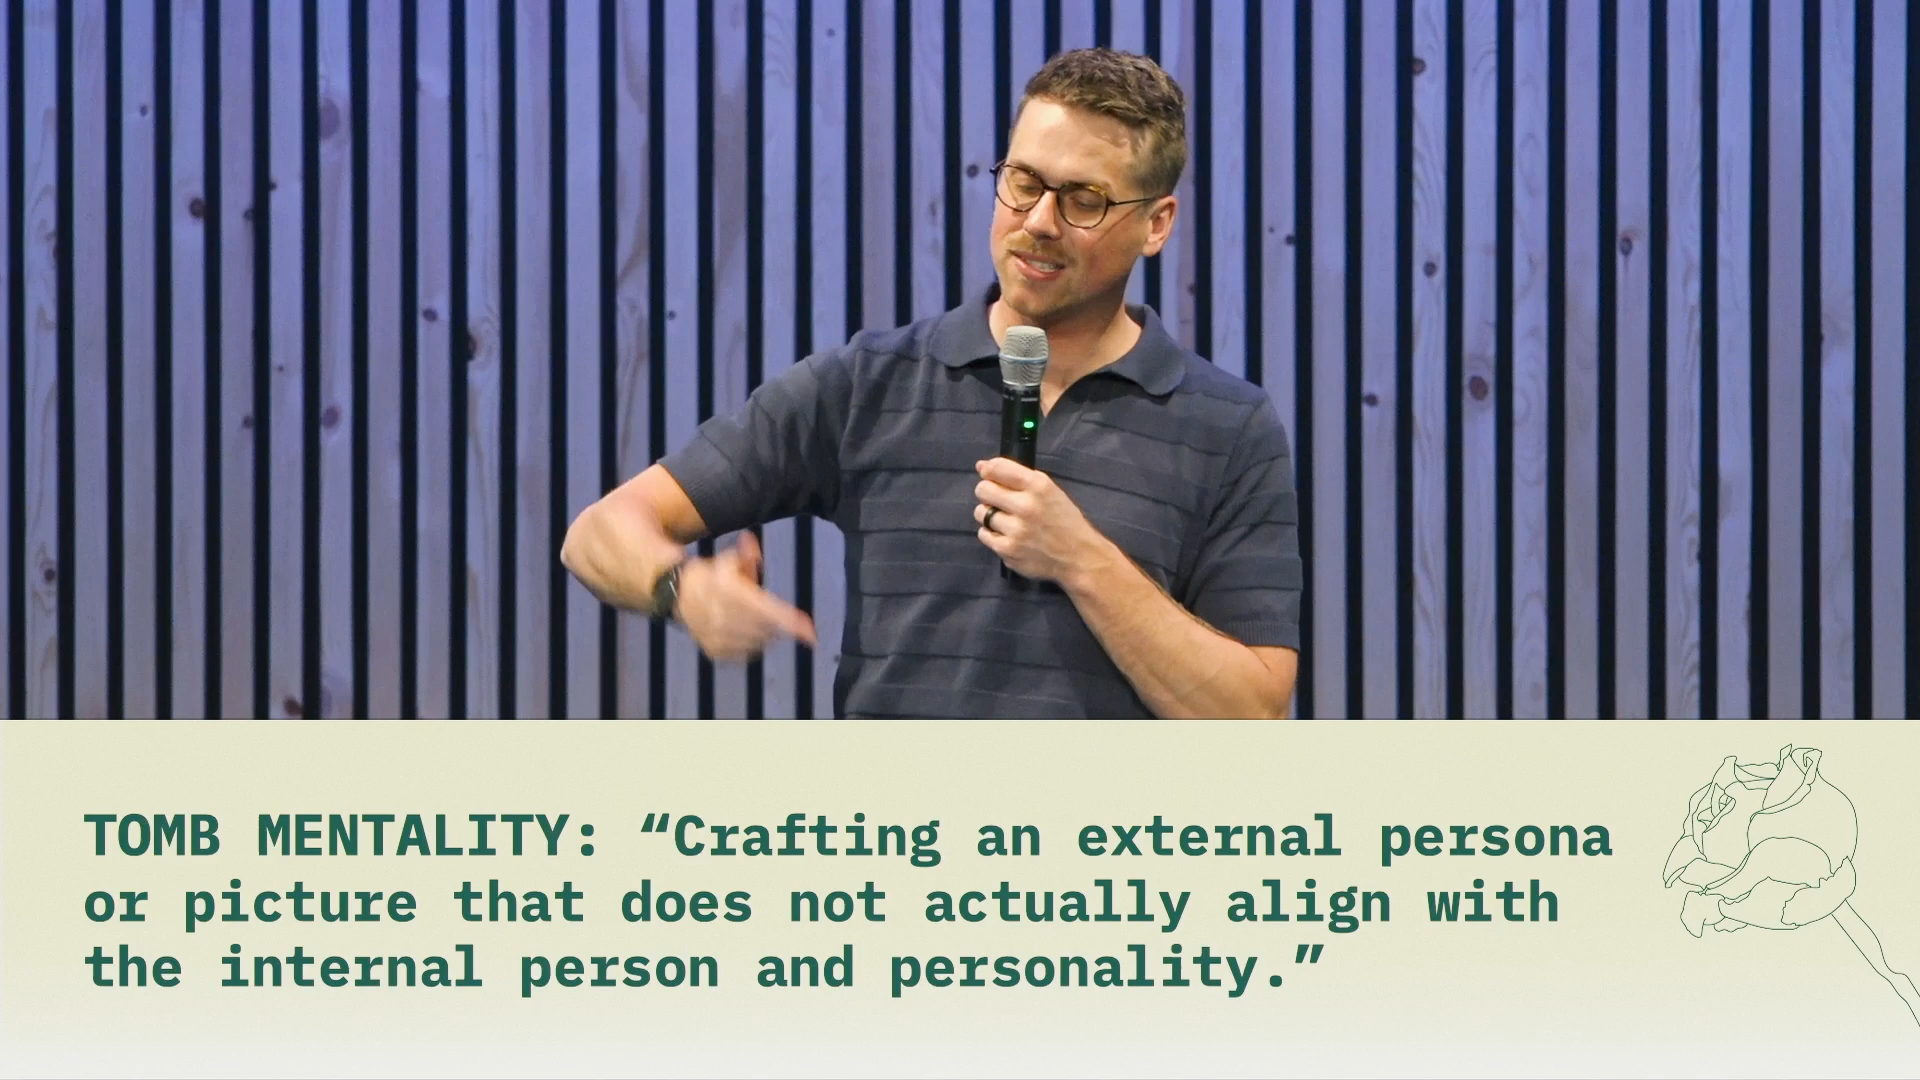 TOMB MENTALITY: “Crafting an external persona
or picture that does not actually align with
the internal person and personality.”